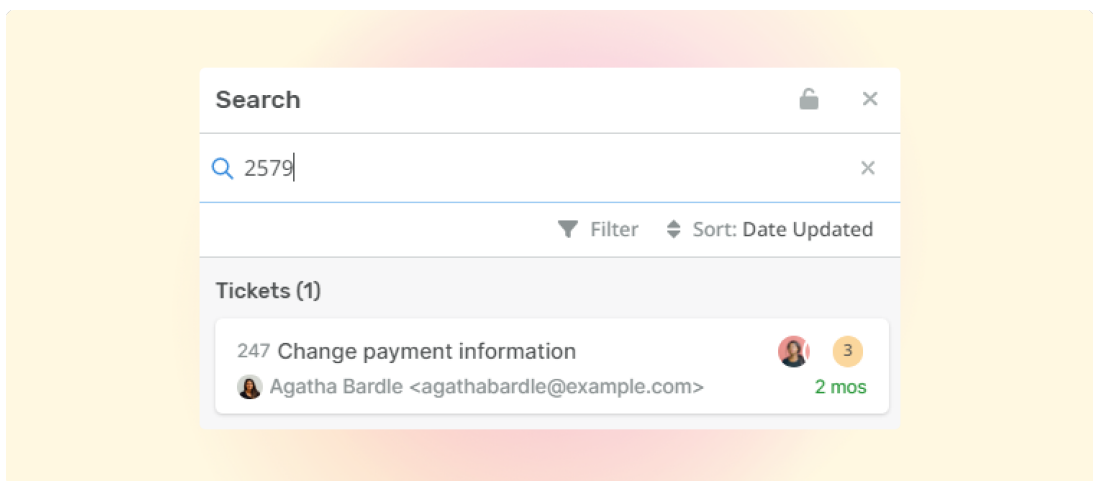 Search
2579
Filter Sort: Date Updated
Tickets (1)
247 Change payment information 3
Agatha Bardle <agathabardle@example.com> 2 mos